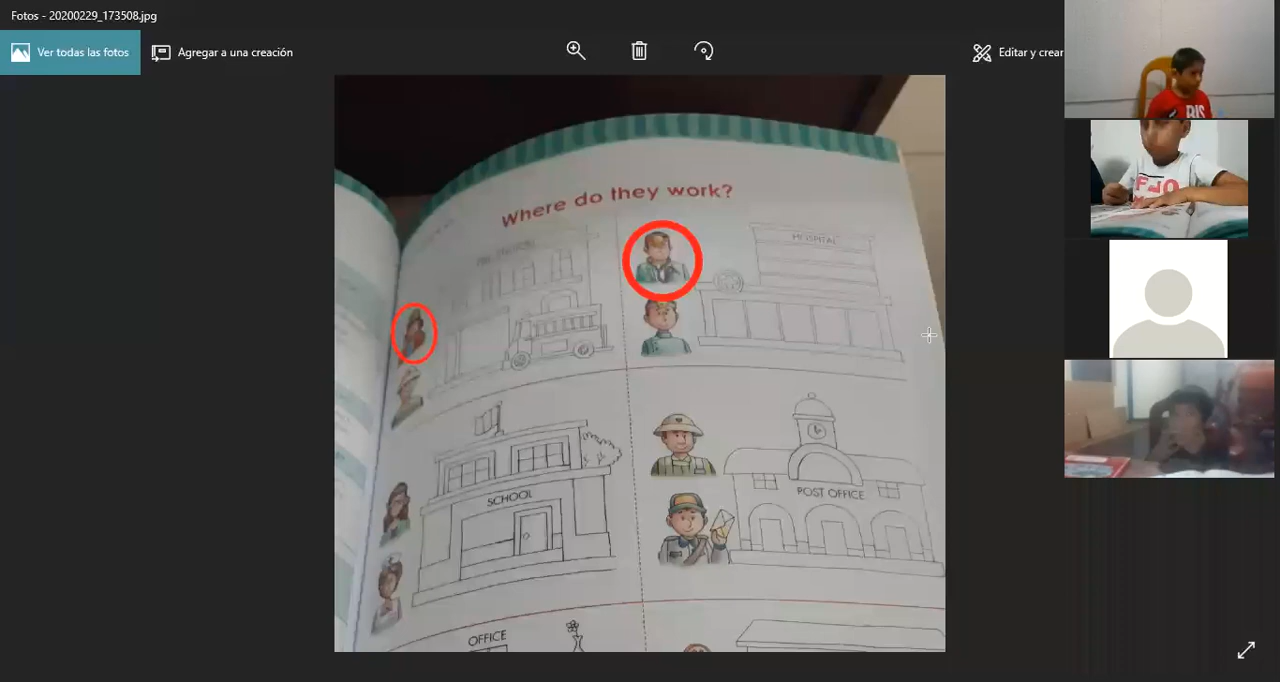 Fotos - 20200229_173508.jpg
Ver todas las fotos
Agregar a una creación
Editar y crear
Where do they work?
HOSPITAL
SCHOOL
POST OFFICE
OFFICE